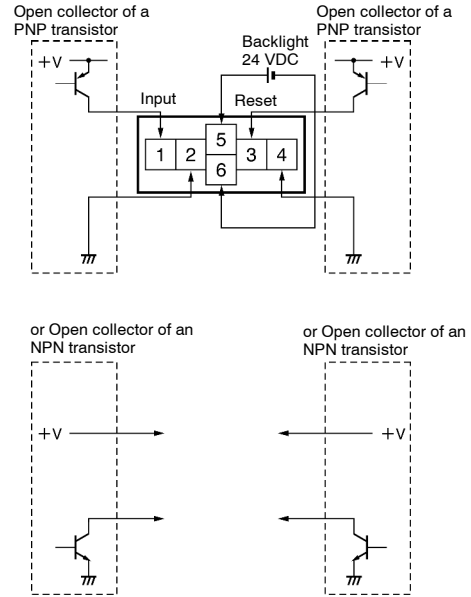 Open collector of a
PNP transistor
Open collector of a
PNP transistor
Backlight
24 VDC
+V
+V
Input
Reset
1
2
5
6
3
4
or Open collector of an
NPN transistor
or Open collector of an
NPN transistor
+V
+V